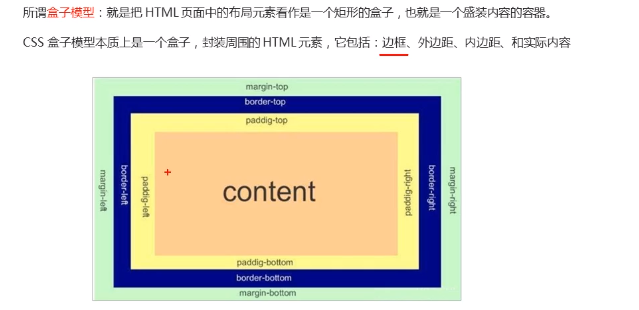 所谓盒子模型：就是把 HTML 页面中的布局元素看作是一个矩形的盒子，也就是一个盛装内容的容器。
CSS 盒子模型本质上是一个盒子，封装周围的 HTML 元素，它包括：边框、外边距、内边距、和实际内容
margin-top
border-top
paddig-top
margin-left
border-left
paddig-left
content
paddig-right
border-right
margin-right
paddig-bottom
border-bottom
margin-bottom